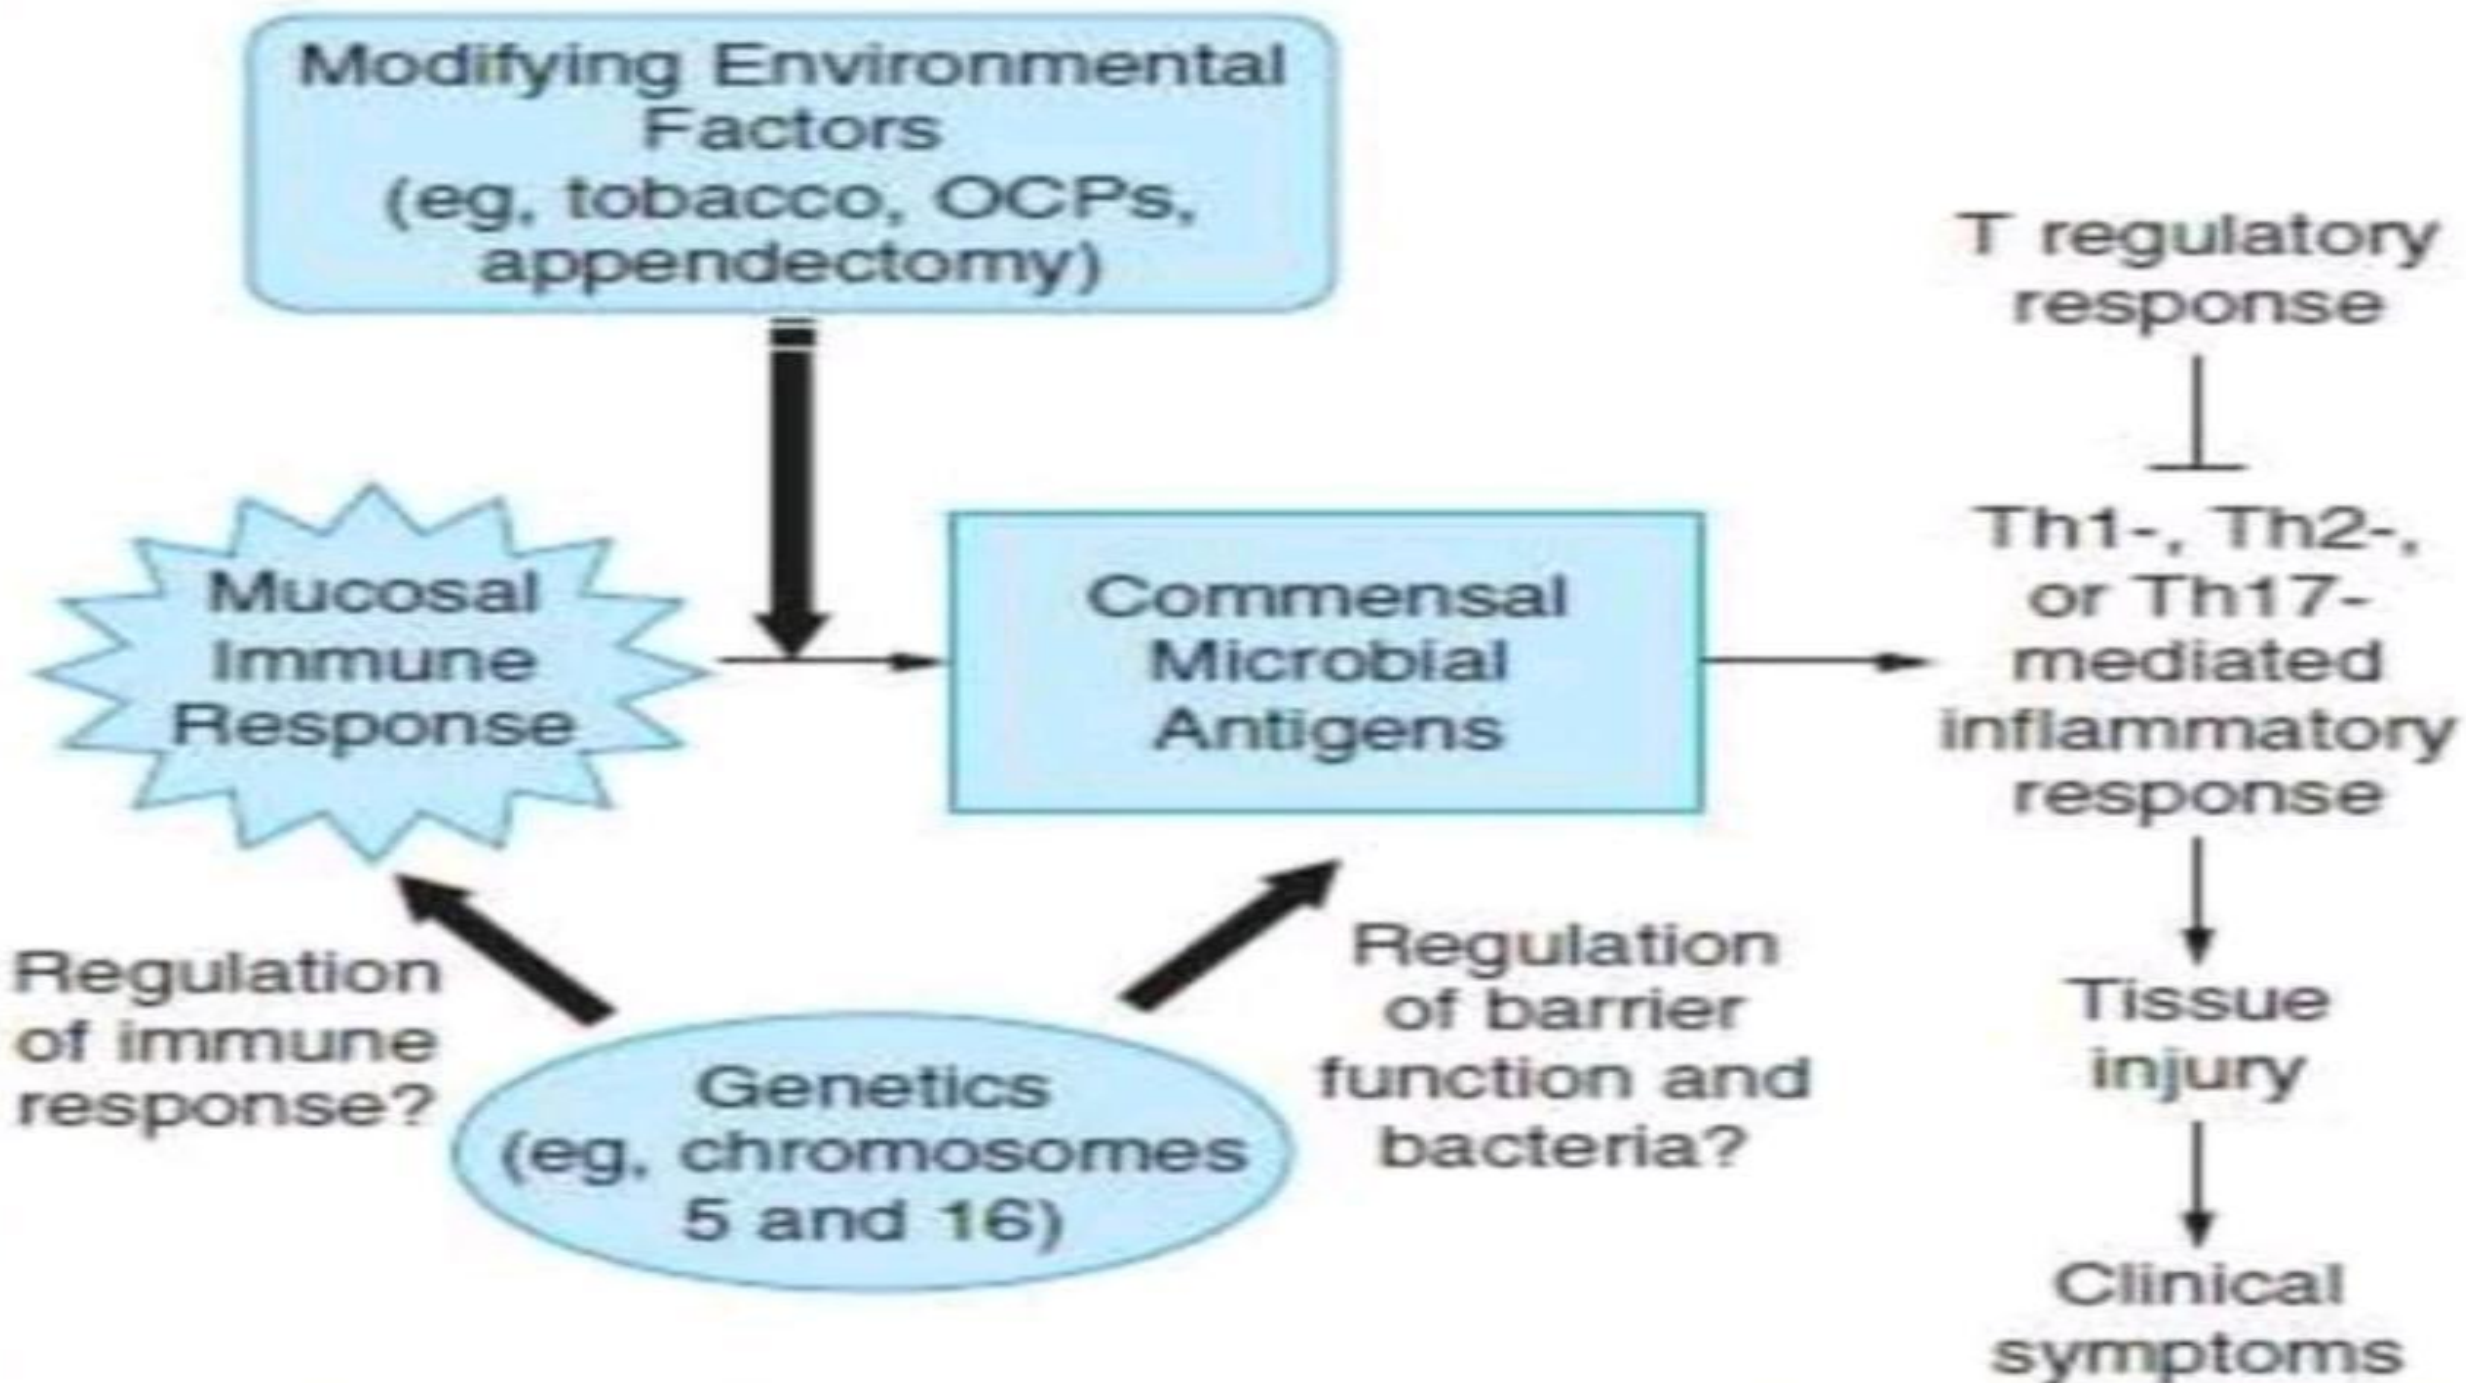 Modifying Environmental
Factors
(eg, tobacco, OCPs,
appendectomy)
T regulatory
response
Mucosal
Immune
Response
Commensal
Microbial
Antigens
Th1-, Th2-,
or Th17-
mediated
inflammatory
response
Regulation
of immune
response?
Genetics
(eg, chromosomes
5 and 16)
Regulation
of barrier
function and
bacteria?
Tissue
injury
Clinical
symptoms